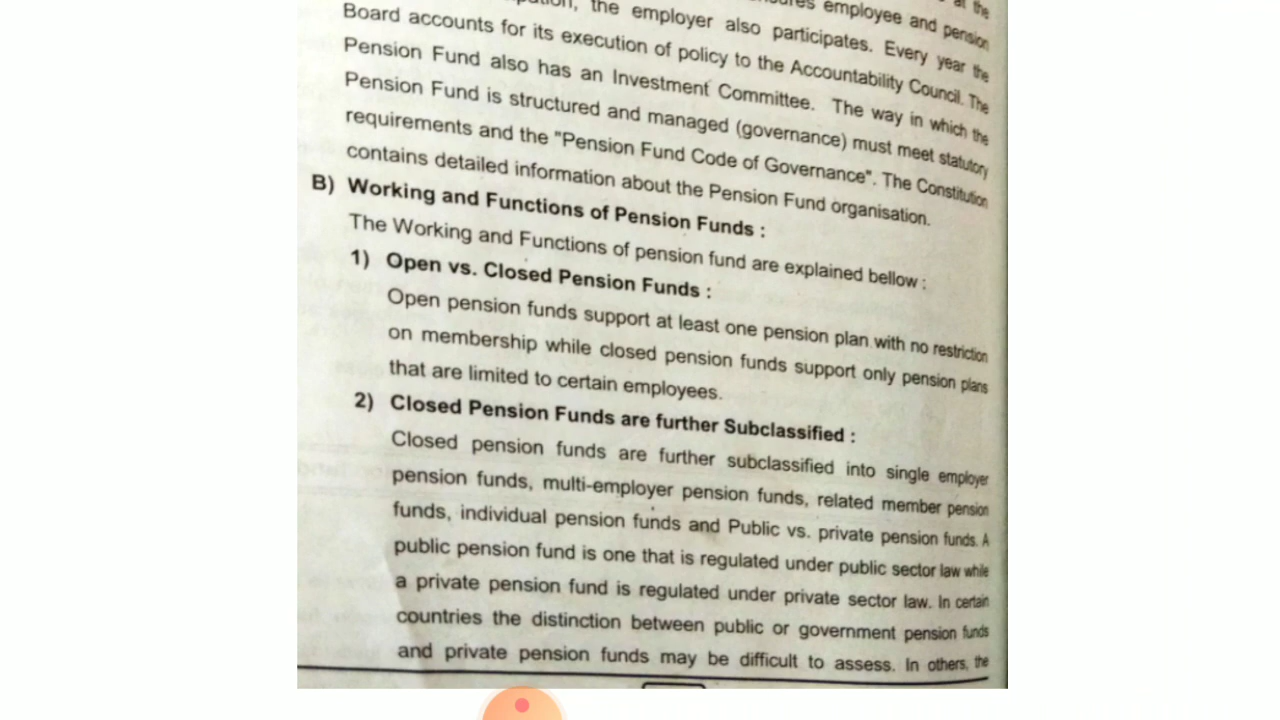 at the
employee and pension
the employer also participates. Every year the
Board accounts for its execution of policy to the Accountability Council. The
Pension Fund also has an Investment Committee. The way in which the
Pension Fund is structured and managed (governance) must meet statutory
requirements and the "Pension Fund Code of Governance". The Constitution
contains detailed information about the Pension Fund organisation.
B) Working and Functions of Pension Funds :
The Working and Functions of pension fund are explained bellow :
1) Open vs. Closed Pension Funds :
Open pension funds support at least one pension plan with no restriction
on membership while closed pension funds support only pension plans
that are limited to certain employees.
2) Closed Pension Funds are further Subclassified :
Closed pension funds are further subclassified into single employer
pension funds, multi-employer pension funds, related member pension
funds, individual pension funds and Public vs. private pension funds. A
public pension fund is one that is regulated under public sector law while
a private pension fund is regulated under private sector law. In certain
countries the distinction between public or government pension funds
and private pension funds may be difficult to assess. In others, the